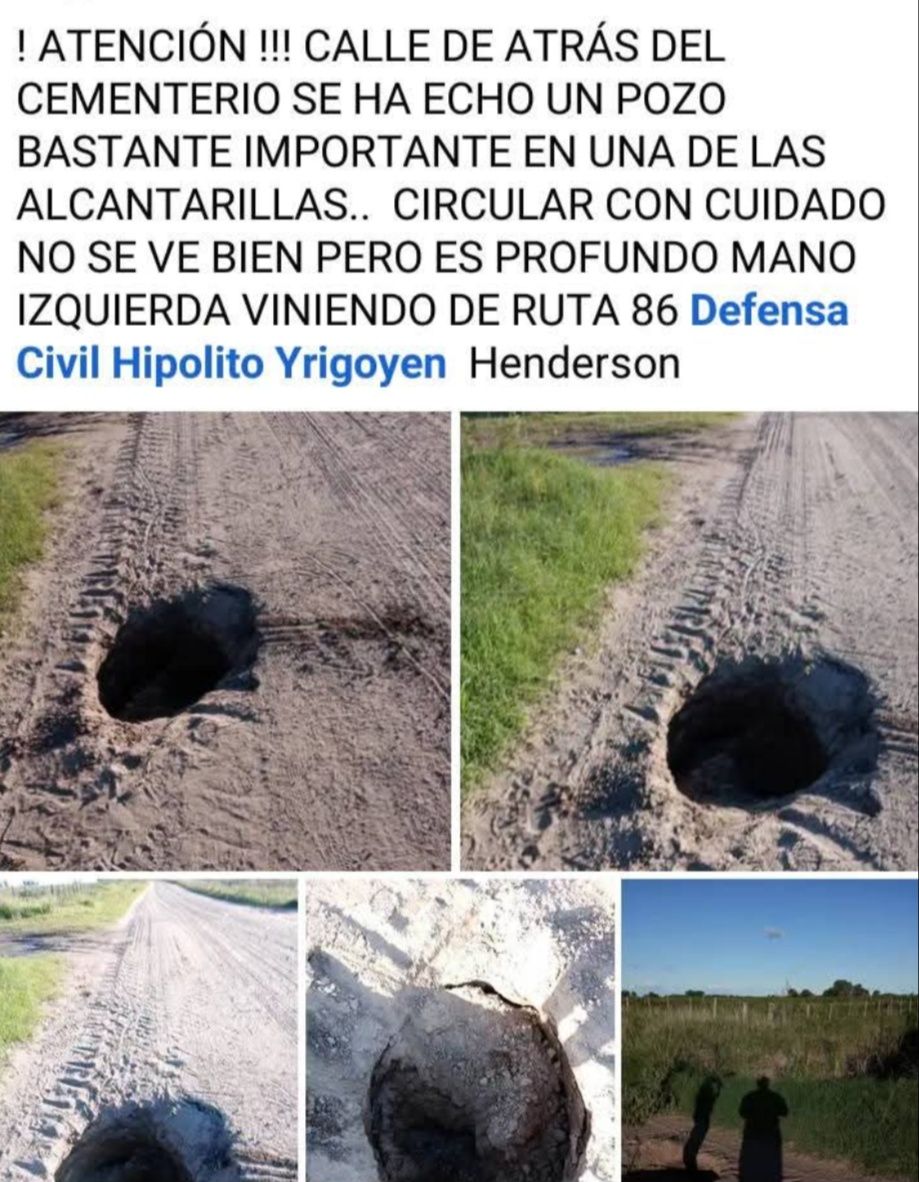 ! ATENCIÓN !!! CALLE DE ATRÁS DEL
CEMENTERIO SE HA ECHO UN POZO
BASTANTE IMPORTANTE EN UNA DE LAS
ALCANTARILLAS.. CIRCULAR CON CUIDADO
NO SE VE BIEN PERO ES PROFUNDO MANO
IZQUIERDA VINIENDO DE RUTA 86 Defensa
Civil Hipolito Yrigoyen Henderson